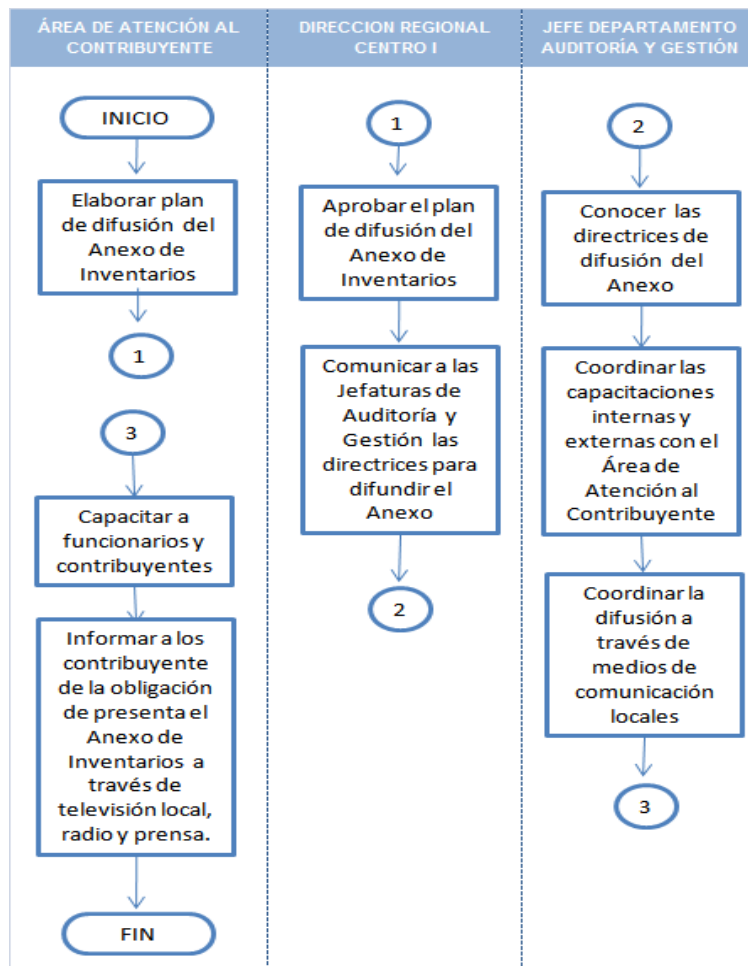 ÁREA DE ATENCIÓN AL
CONTRIBUYENTE
INICIO
Elaborar plan
de difusión del
Anexo de
Inventarios
1
3
Capacitar a
funcionarios y
contribuyentes
Informar a los
contribuyente
de la obligación
de presenta el
Anexo de
Inventarios a
través de
televisión local,
radio y prensa.
FIN
DIRECCION REGIONAL
CENTRO I
1
Aprobar el plan
de difusión del
Anexo de
Inventarios
Comunicar a las
Jefaturas de
Auditoría y
Gestión las
directrices para
difundir el
Anexo
2
JEFE DEPARTAMENTO
AUDITORÍA Y GESTIÓN
2
Conocer las
directrices de
difusión del
Anexo
Coordinar las
capacitaciones
internas y
externas con el
Área de
Atención al
Contribuyente
Coordinar la
difusión a
través de
medios de
comunicación
locales
3